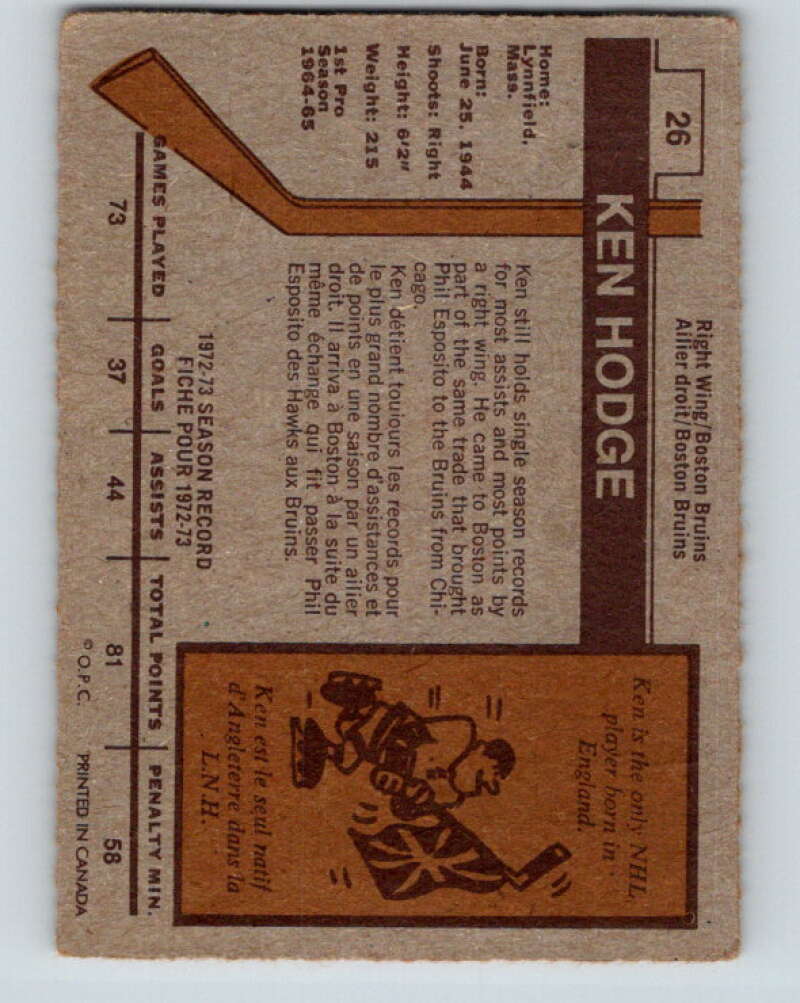 26
Right Wing/Boston Bruins
Ailier droit/Boston Bruins
KEN HODGE
Home:
Lynnfield,
Mass.
Born:
June 25, 1944
Shoots: Right
Height: 6'2"
Weight: 215
1st Pro
Season
1964-65
Ken still holds single season records
for most assists and most points by
a right wing. He came to Boston as
part of the same trade that brought
Phil Esposito to the Bruins from Chi-
cago.
Ken détient toujours les records pour
le plus grand nombre d'assistances et
de points en une saison par un ailier
droit. Il arriva à Boston à la suite du
même échange qui fit passer Phil
Esposito des Hawks aux Bruins.
Ken is the only NHL
player born in
England.
Ken est le seul natif
d'Angleterre dans la
L.N.H.
1972-73 SEASON RECORD
FICHE POUR 1972-73
GAMES PLAYED GOALS ASSISTS TOTAL POINTS PENALTY MIN.
73 37 44 81 58
© O.P.C. PRINTED IN CANADA